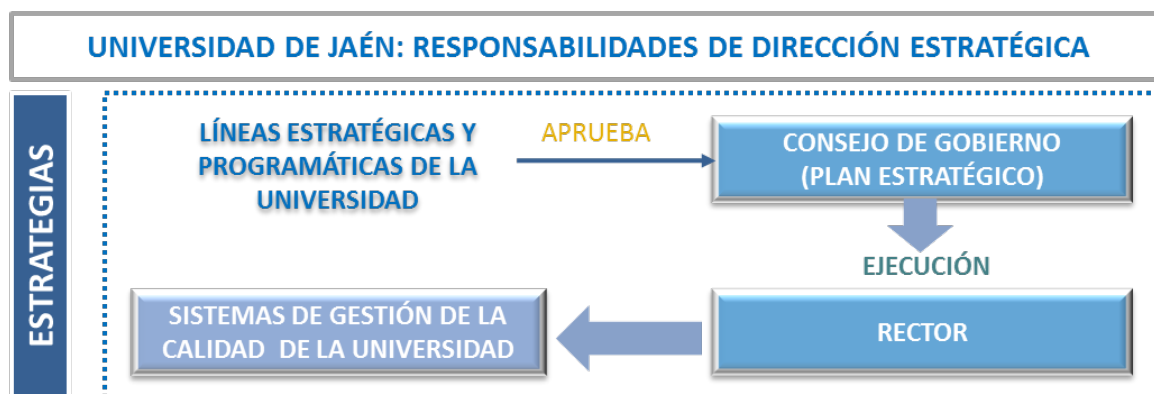 UNIVERSIDAD DE JAÉN: RESPONSABILIDADES DE DIRECCIÓN ESTRATÉGICA
ESTRATEGIAS
LÍNEAS ESTRATÉGICAS Y
PROGRAMÁTICAS DE LA
UNIVERSIDAD
APRUEBA
CONSEJO DE GOBIERNO
(PLAN ESTRATÉGICO)
EJECUCIÓN
RECTOR
SISTEMAS DE GESTIÓN DE LA
CALIDAD DE LA UNIVERSIDAD